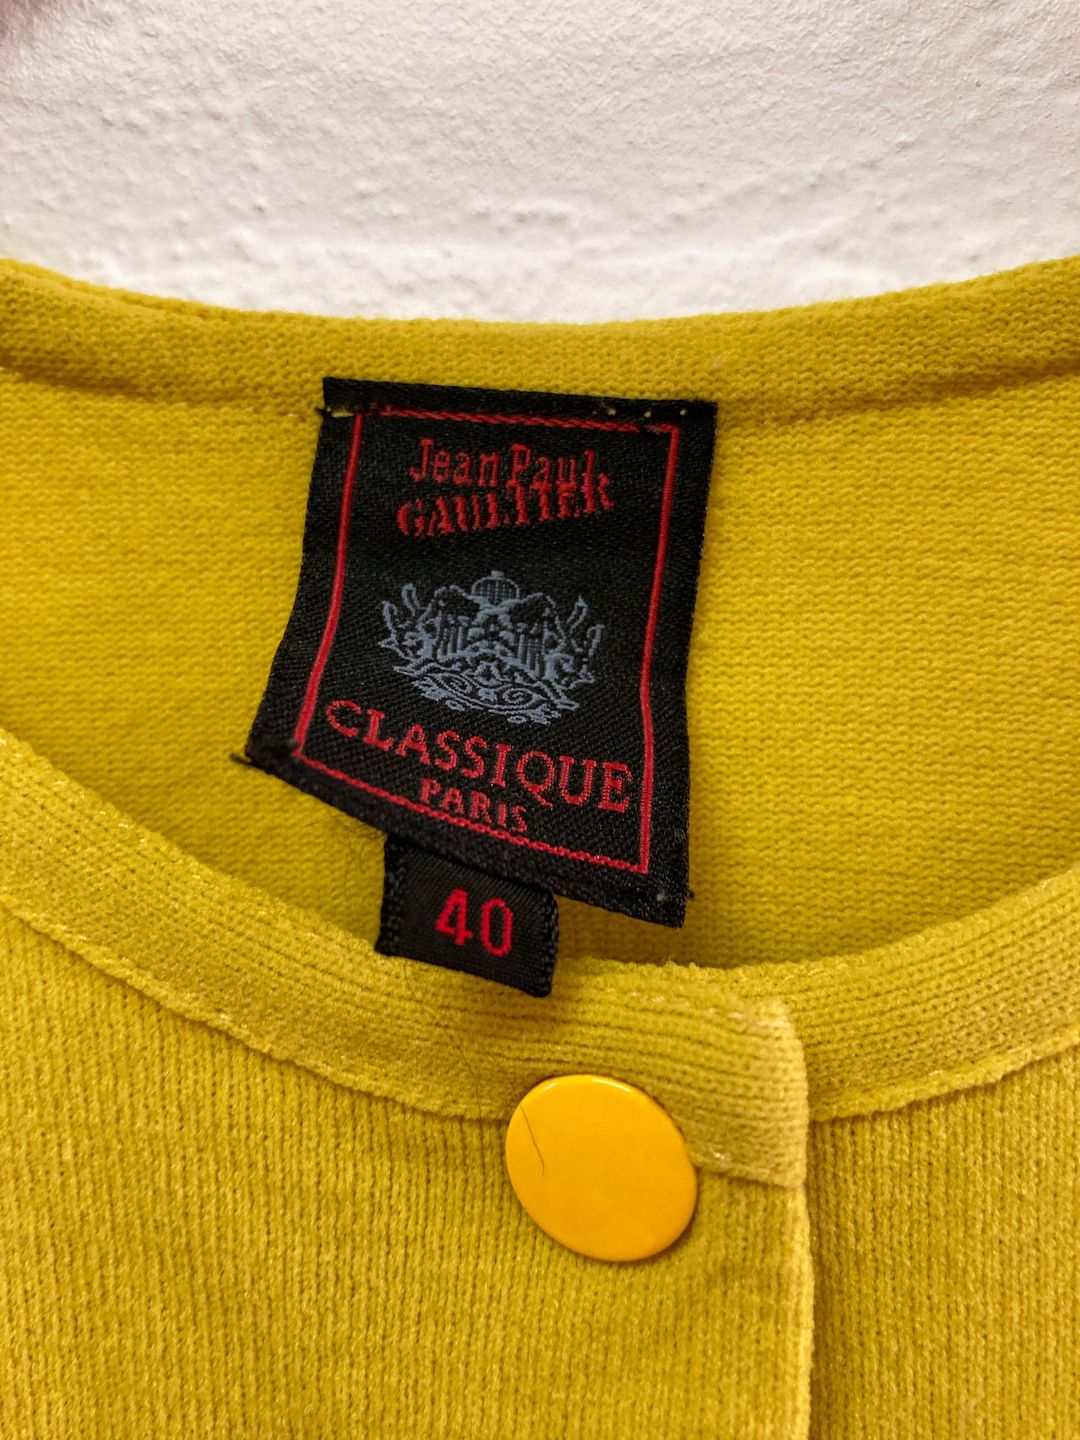 Jean Paul
GAULTIER
CLASSIQUE
PARIS
40